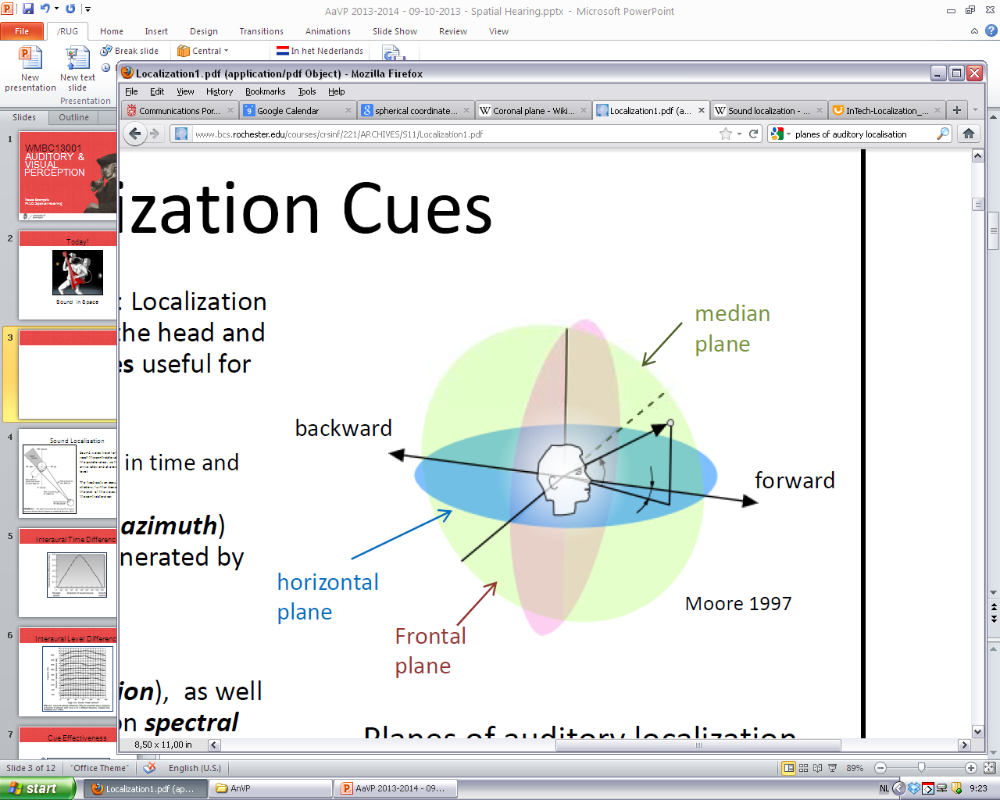 AaVP 2013-2014 - 09-10-2013 - Spatial Hearing.pptx - Microsoft PowerPoint
File /RUG Home Insert Design Transitions Animations Slide Show Review View
New presentation
New text slide
Break slide
Central
In het Nederlands
Presentation
Localization1.pdf (application/pdf Object) - Mozilla Firefox
File Edit View History Bookmarks Tools Help
Communications Por...
Google Calendar
spherical coordinate...
Coronal plane - Wiki...
Localization1.pdf (a...
Sound localization - ...
InTech-Localization_...
www.bcs.rochester.edu/courses/crsinf/221/ARCHIVES/S11/Localization1.pdf
planes of auditory localisation
Slides Outline
1
WMBC13001
AUDITORY &
VISUAL
PERCEPTION
2
Today!
Sound in Space
3
4
Sound Localisation
5
Interaural Time Differenc
6
Interaural Level Differenc
7
Cue Effectiveness
ization Cues
: Localization
the head and
es useful for
in time and
azimuth)
nerated by
ion), as well
on spectral
median
plane
backward
forward
horizontal
plane
Frontal
plane
Moore 1997
Planes of auditory localization
8,50 x 11,00 in
Slide 3 of 12
"Office Theme"
English (U.S.)
89%
start
Localization1.pdf (ap...
AnVP
AaVP 2013-2014 - 09...
NL
9:23